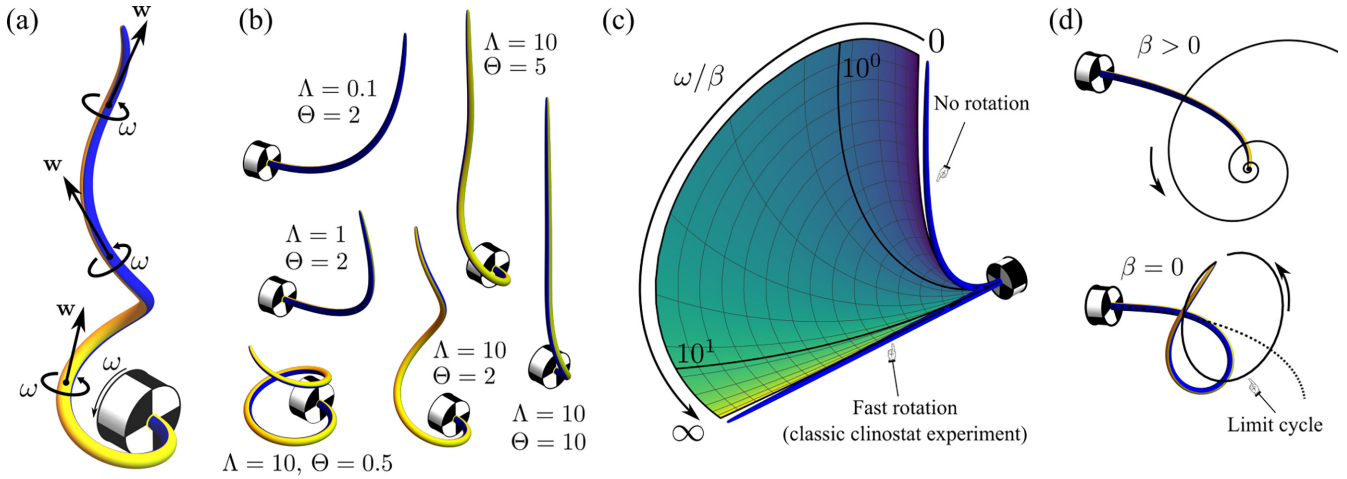 (a)
w
ω
w
ω
w
ω
ω
(b)
Λ = 0.1
Θ = 2
Λ = 10
Θ = 5
Λ = 1
Θ = 2
Λ = 10
Θ = 2
Λ = 10, Θ = 0.5
Λ = 10
Θ = 10
(c)
ω/β
0
10⁰
No rotation
10¹
∞
Fast rotation
(classic clinostat experiment)
(d)
β > 0
β = 0
Limit cycle